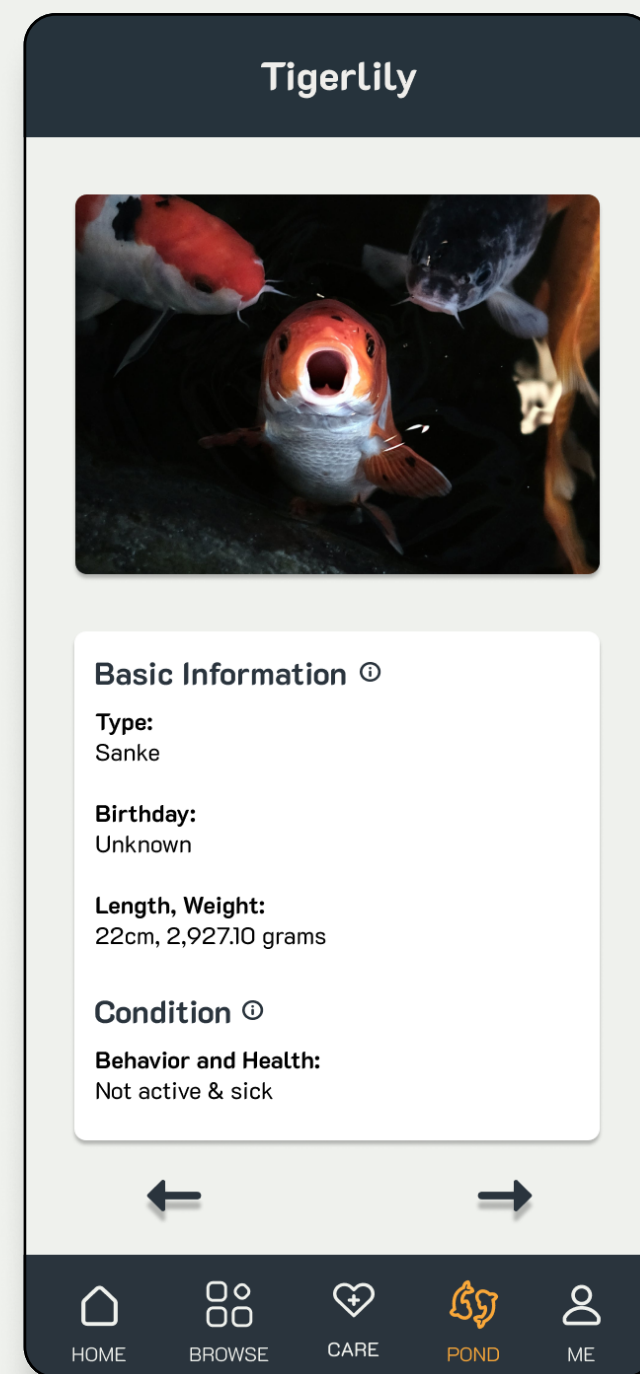 Tigerlily
Basic Information
Type:
Sanke
Birthday:
Unknown
Length, Weight:
22cm, 2,927.10 grams
Condition
Behavior and Health:
Not active & sick
HOME BROWSE CARE POND ME